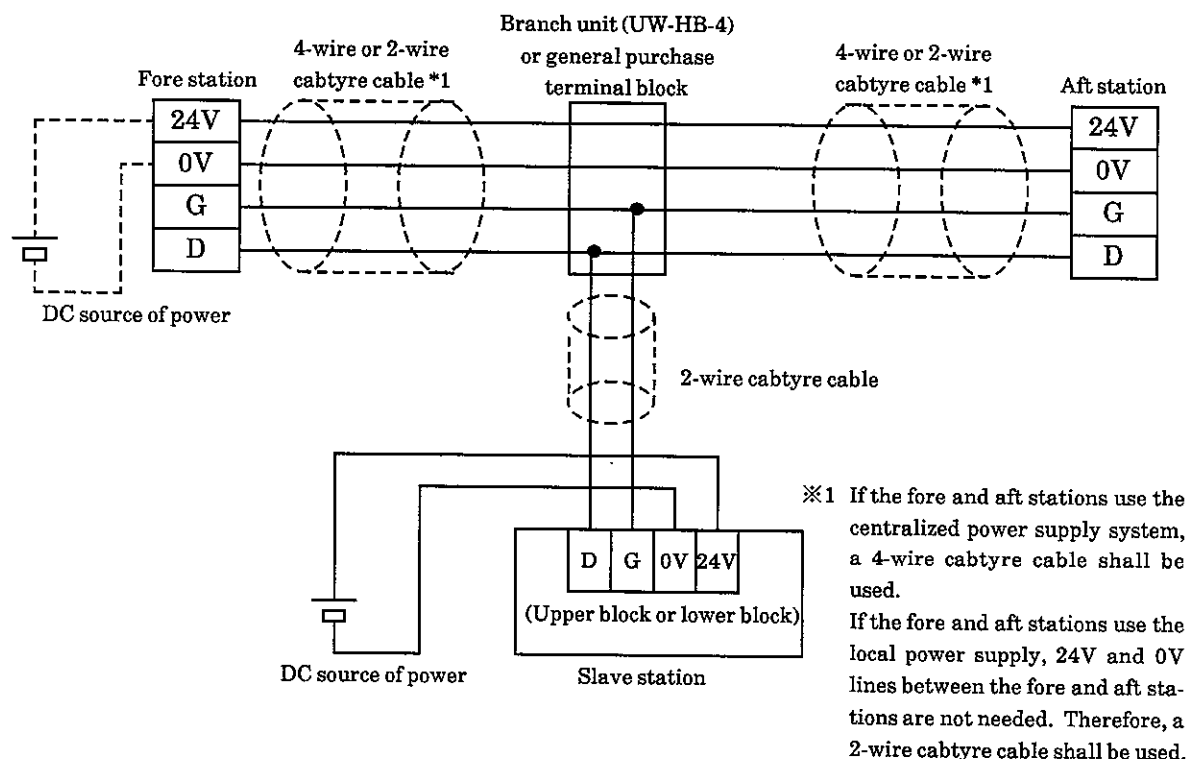 Branch unit (UW-HB-4)
or general purchase
terminal block
4-wire or 2-wire
cabtyre cable *1
4-wire or 2-wire
cabtyre cable *1
Fore station
Aft station
24V
0V
G
D
24V
0V
G
D
DC source of power
2-wire cabtyre cable
D G 0V 24V
(Upper block or lower block)
DC source of power
Slave station
※1 If the fore and aft stations use the
centralized power supply system,
a 4-wire cabtyre cable shall be
used.
If the fore and aft stations use the
local power supply, 24V and 0V
lines between the fore and aft sta-
tions are not needed. Therefore, a
2-wire cabtyre cable shall be used.